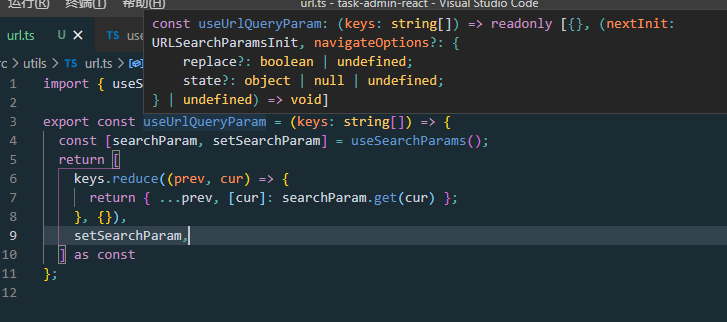 运行(R) 终端(T) 帮助(H) url.ts - task-admin-react - Visual Studio Code
url.ts U × TS use
const useUrlQueryParam: (keys: string[]) => readonly [{}, (nextInit:
URLSearchParamsInit, navigateOptions?: {
replace?: boolean | undefined;
state?: object | null | undefined;
} | undefined) => void]
src > utils > TS url.ts >
1 import { useS
2
3 export const useUrlQueryParam = (keys: string[]) => {
4 const [searchParam, setSearchParam] = useSearchParams();
5 return [
6 keys.reduce((prev, cur) => {
7 return { ...prev, [cur]: searchParam.get(cur) };
8 }, {}),
9 setSearchParam,
10 ] as const
11 };
12